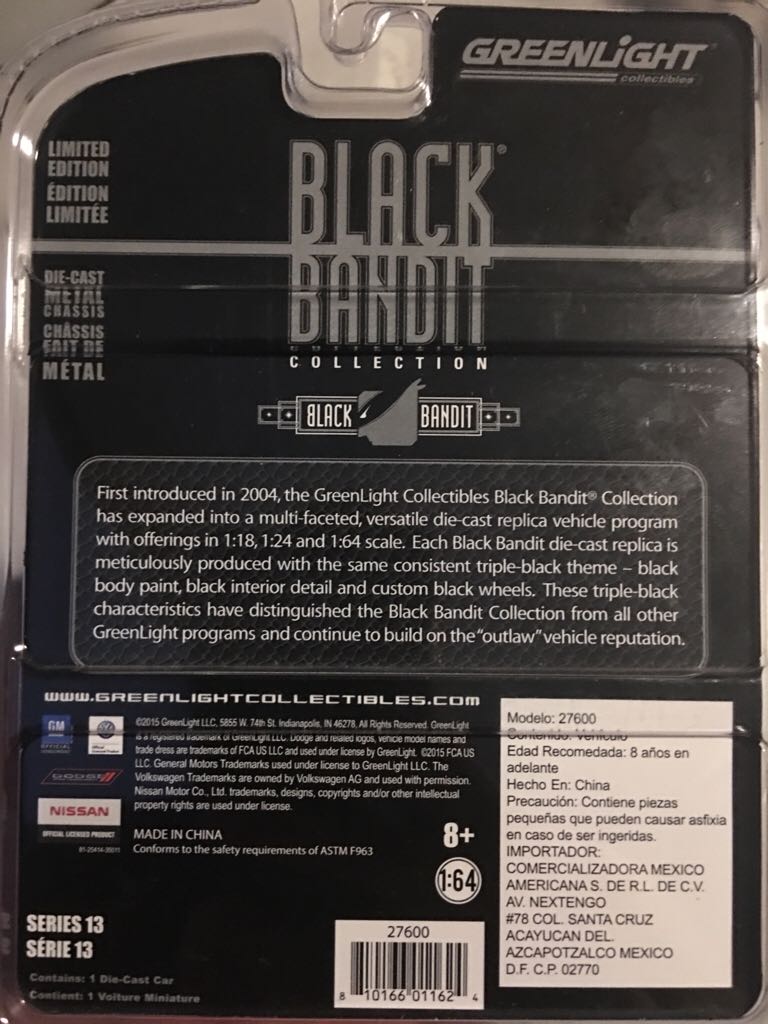 GREENLiGHT
collectibles
LIMITED
EDITION
ÉDITION
LIMITÉE
BLACK®
BANDIT
COLLECTION
DIE-CAST
METAL
CHASSIS
CHÂSSIS
FAIT DE
MÉTAL
BLACK BANDIT
First introduced in 2004, the GreenLight Collectibles Black Bandit® Collection
has expanded into a multi-faceted, versatile die-cast replica vehicle program
with offerings in 1:18, 1:24 and 1:64 scale. Each Black Bandit die-cast replica is
meticulously produced with the same consistent triple-black theme – black
body paint, black interior detail and custom black wheels. These triple-black
characteristics have distinguished the Black Bandit Collection from all other
GreenLight programs and continue to build on the "outlaw" vehicle reputation.
www.GREENLIGHTCOLLECTIBLES.com
GM
OFFICIAL
DODGE
NISSAN
OFFICIAL LICENSED PRODUCT
©2015 GreenLight LLC, 5855 W. 74th St. Indianapolis, IN 46278, All Rights Reserved. GreenLight
is a registered trademark of GreenLight LLC. Dodge and related logos, vehicle model names and
trade dress are trademarks of FCA US LLC and used under license by GreenLight. ©2015 FCA US
LLC. General Motors Trademarks used under license to GreenLight LLC. The
Volkswagen Trademarks are owned by Volkswagen AG and used with permission.
Nissan Motor Co., Ltd. trademarks, designs, copyrights and/or other intellectual
property rights are used under license.
MADE IN CHINA
Conforms to the safety requirements of ASTM F963
8+
1:64
Modelo: 27600
Contenido: Vehiculo
Edad Recomedada: 8 años en
adelante
Hecho En: China
Precaución: Contiene piezas
pequeñas que pueden causar asfixia
en caso de ser ingeridas.
IMPORTADOR:
COMERCIALIZADORA MEXICO
AMERICANA S. DE R.L. DE C.V.
AV. NEXTENGO
#78 COL. SANTA CRUZ
ACAYUCAN DEL.
AZCAPOTZALCO MEXICO
D.F. C.P. 02770
SERIES 13
SÉRIE 13
Contains: 1 Die-Cast Car
Contient: 1 Voiture Miniature
27600
8 10166 01162 4